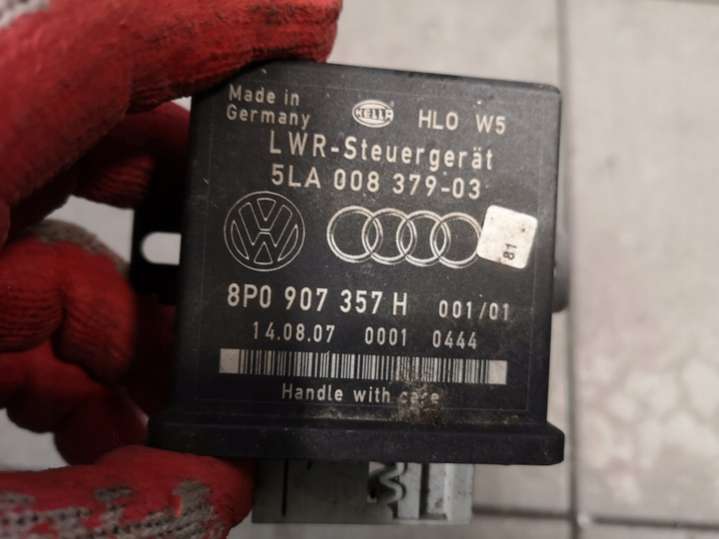 Made in
Germany
HELLA
HLO W5
LWR-Steuergerät
5LA 008 379-03
81
8P0 907 357 H 001/01
14.08.07 0001 0444
Handle with care